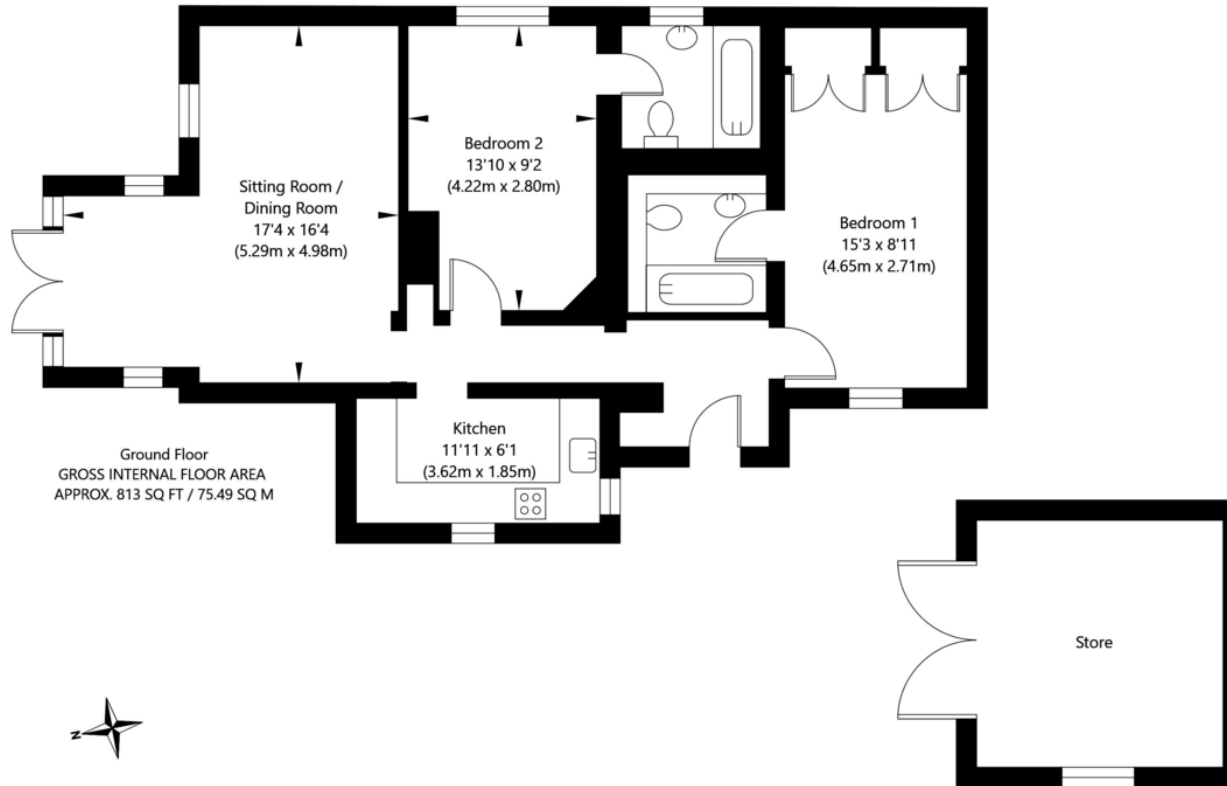 Sitting Room /
Dining Room
17'4 x 16'4
(5.29m x 4.98m)
Bedroom 2
13'10 x 9'2
(4.22m x 2.80m)
Bedroom 1
15'3 x 8'11
(4.65m x 2.71m)
Kitchen
11'11 x 6'1
(3.62m x 1.85m)
Ground Floor
GROSS INTERNAL FLOOR AREA
APPROX. 813 SQ FT / 75.49 SQ M
Store
N